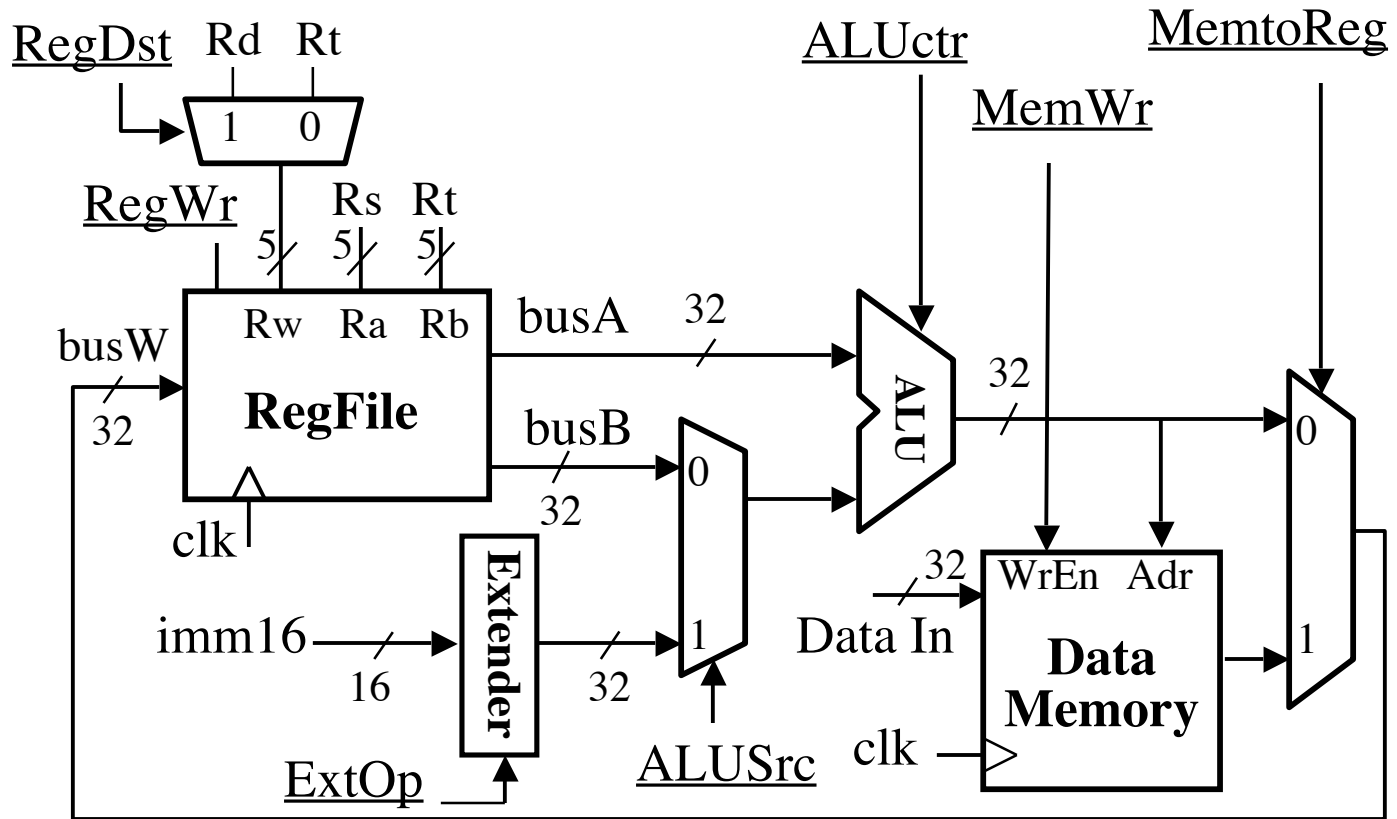 RegDst Rd Rt ALUctr MemtoReg
MemWr
1 0
RegWr Rs Rt
5 5 5
Rw Ra Rb busA 32
busW
32 RegFile busB 32
ALU
0 0
32
clk
Extender
32 WrEn Adr
imm16 1 Data In 1
16 32 Data
Memory
clk
ExtOp ALUSrc